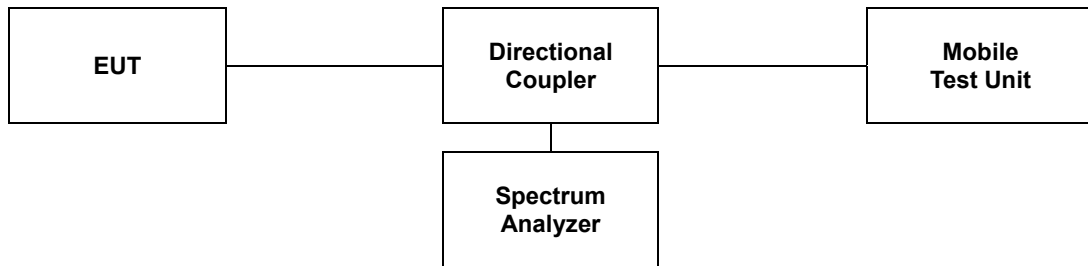 EUT
Directional
Coupler
Mobile
Test Unit
Spectrum
Analyzer